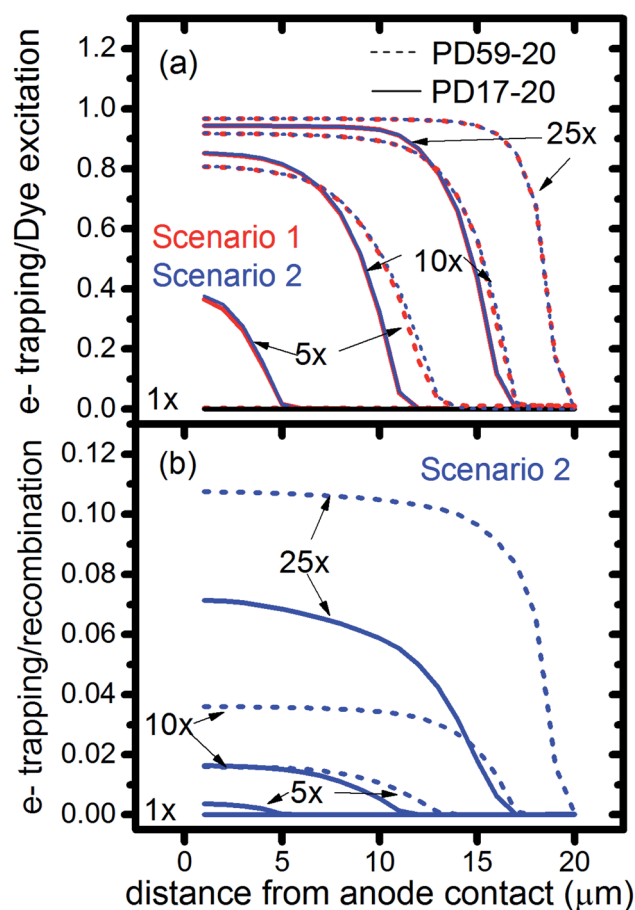 (a)
PD59-20
PD17-20
25x
Scenario 1
Scenario 2
10x
5x
1x
e- trapping/Dye excitation
1.2
1.0
0.8
0.6
0.4
0.2
0.0
(b)
Scenario 2
25x
10x
5x
1x
e- trapping/recombination
0.12
0.10
0.08
0.06
0.04
0.02
0.00
0 5 10 15 20
distance from anode contact (μm)